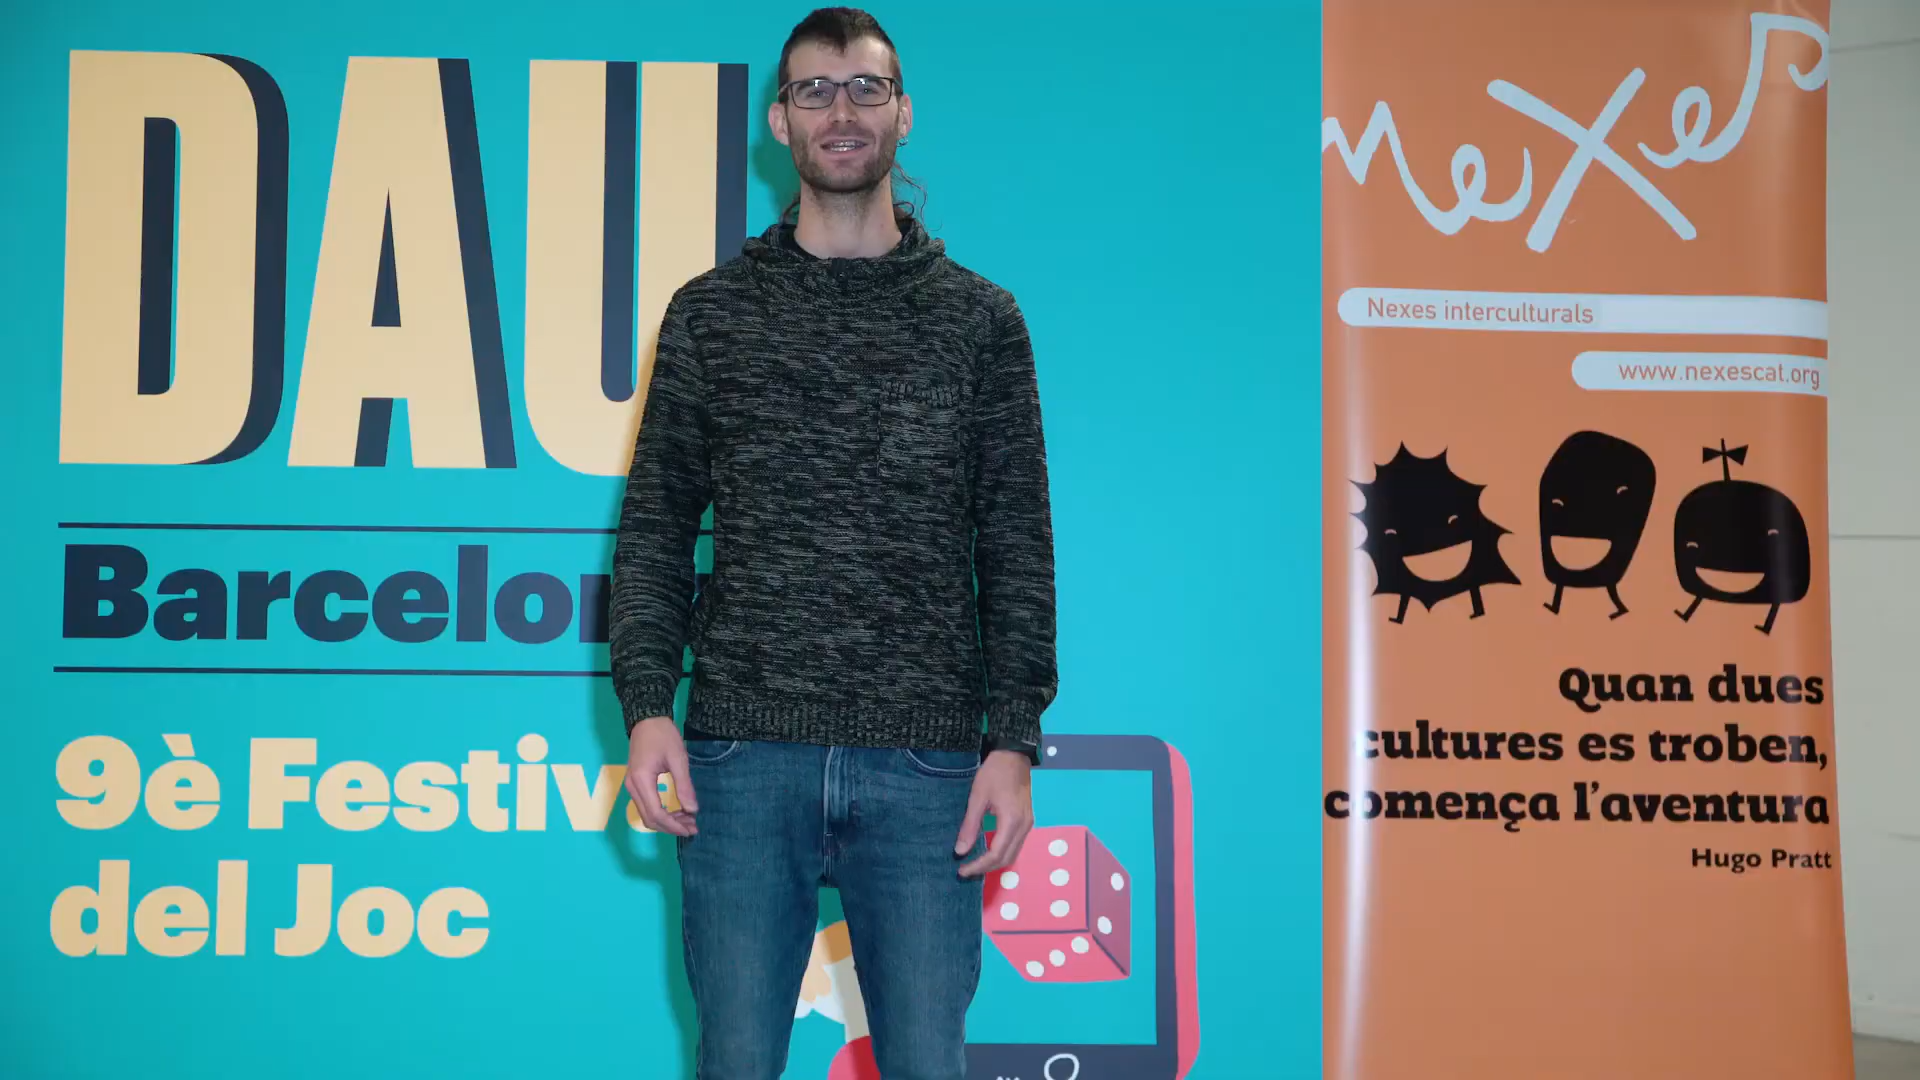 DAU
Barcelon
9è Festiva
del Joc
nexes
Nexes interculturals
www.nexescat.org
Quan dues
cultures es troben,
comença l'aventura
Hugo Pratt